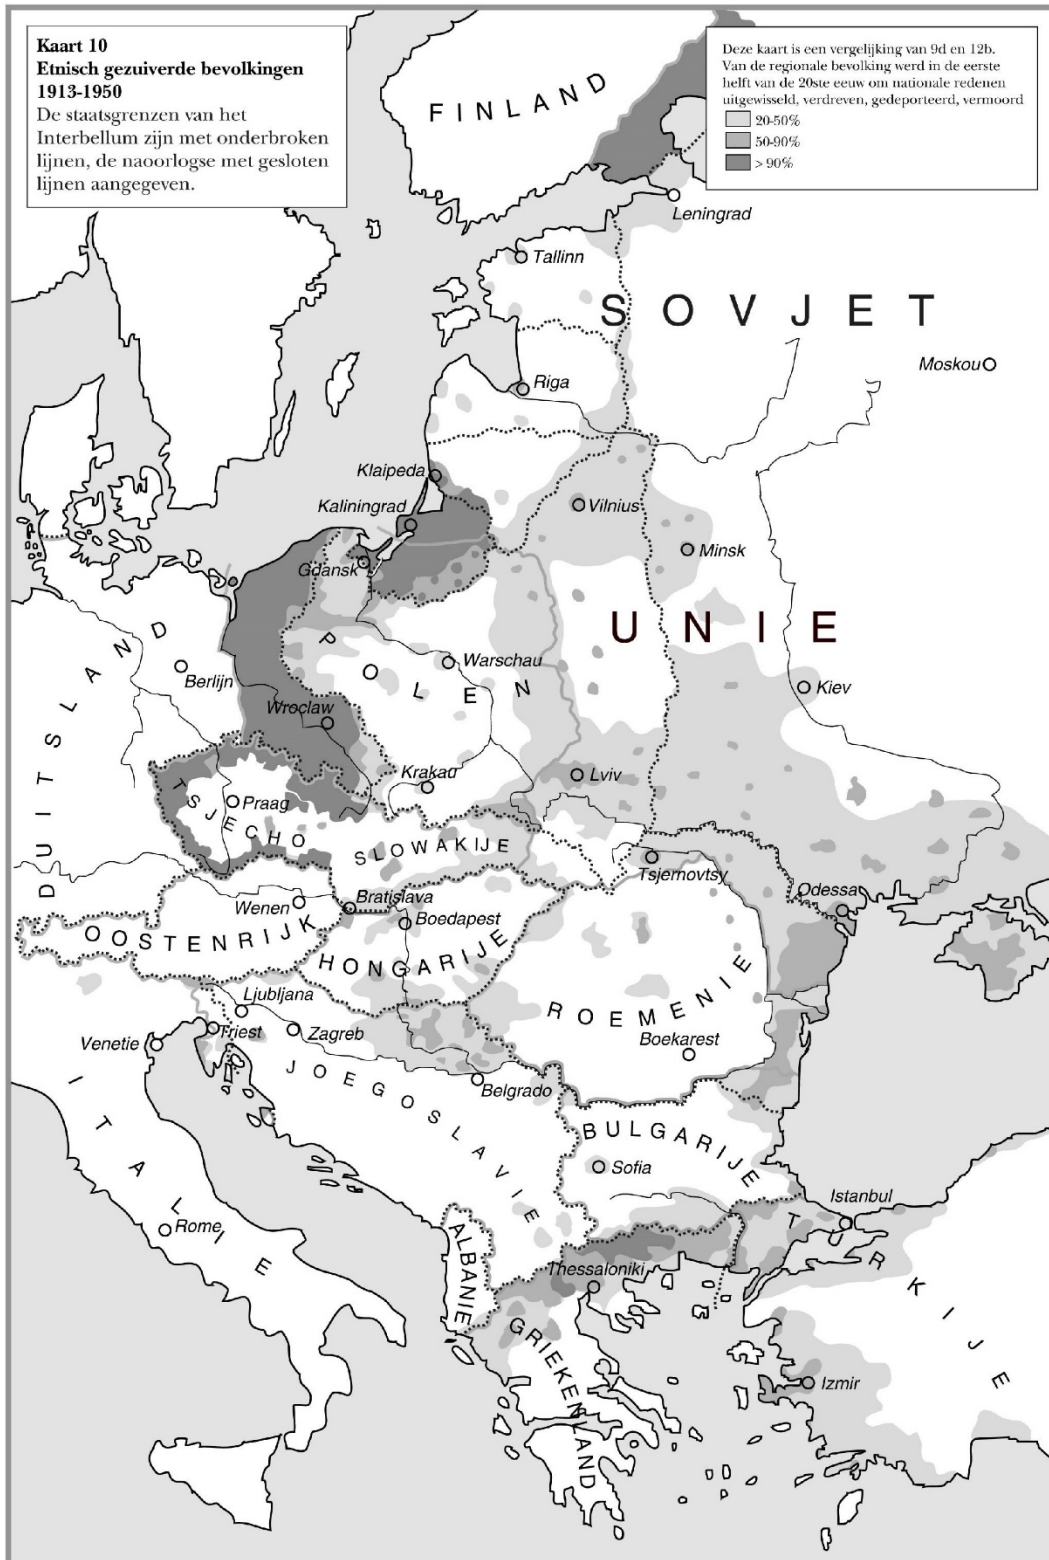 Kaart 10
Etnisch gezuiverde bevolkingen
1913-1950
De staatsgrenzen van het
Interbellum zijn met onderbroken
lijnen, de naoorlogse met gesloten
lijnen aangegeven.
Deze kaart is een vergelijking van 9d en 12b.
Van de regionale bevolking werd in de eerste
helft van de 20ste eeuw om nationale redenen
uitgewisseld, verdreven, gedeporteerd, vermoord
20-50%
50-90%
> 90%
FINLAND
Leningrad
Tallinn
SOVJET
Moskou
Riga
Klaipeda
Kaliningrad
Vilnius
Minsk
Gdansk
UNIE
POLEN
Warschau
Kiev
DUITSLAND
Berlijn
Wroclaw
Krakau
Lviv
TSJECHO
Praag
SLOWAKIJE
Tsjernovtsy
Odessa
Wenen
Bratislava
Boedapest
OOSTENRIJK
HONGARIJE
ROEMENIE
Ljubljana
Triest
Zagreb
Venetie
Boekarest
JOEGOSLAVIE
Belgrado
ITALIE
BULGARIJE
Sofia
Istanbul
Rome
ALBANIE
TURKIJE
Thessaloniki
GRIEKENLAND
Izmir